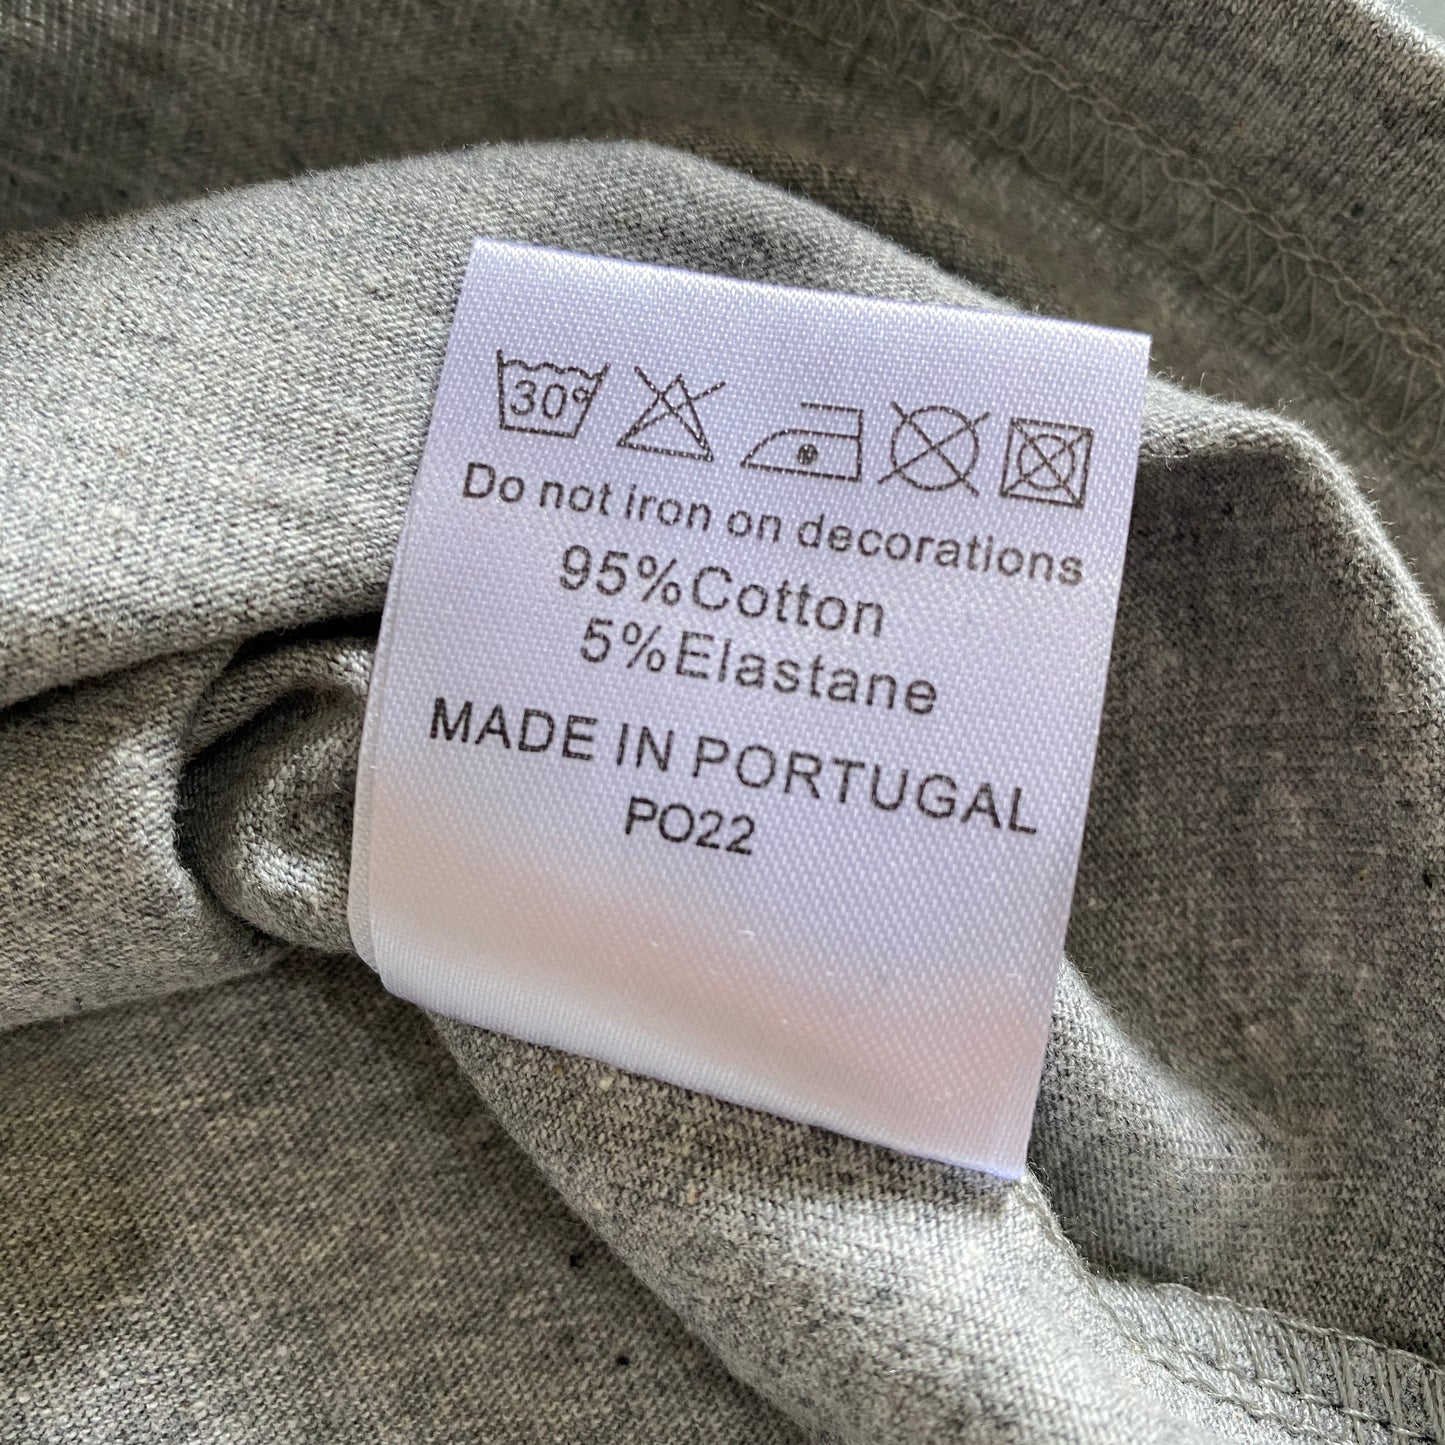 30°
Do not iron on decorations
95%Cotton
5%Elastane
MADE IN PORTUGAL
PO22